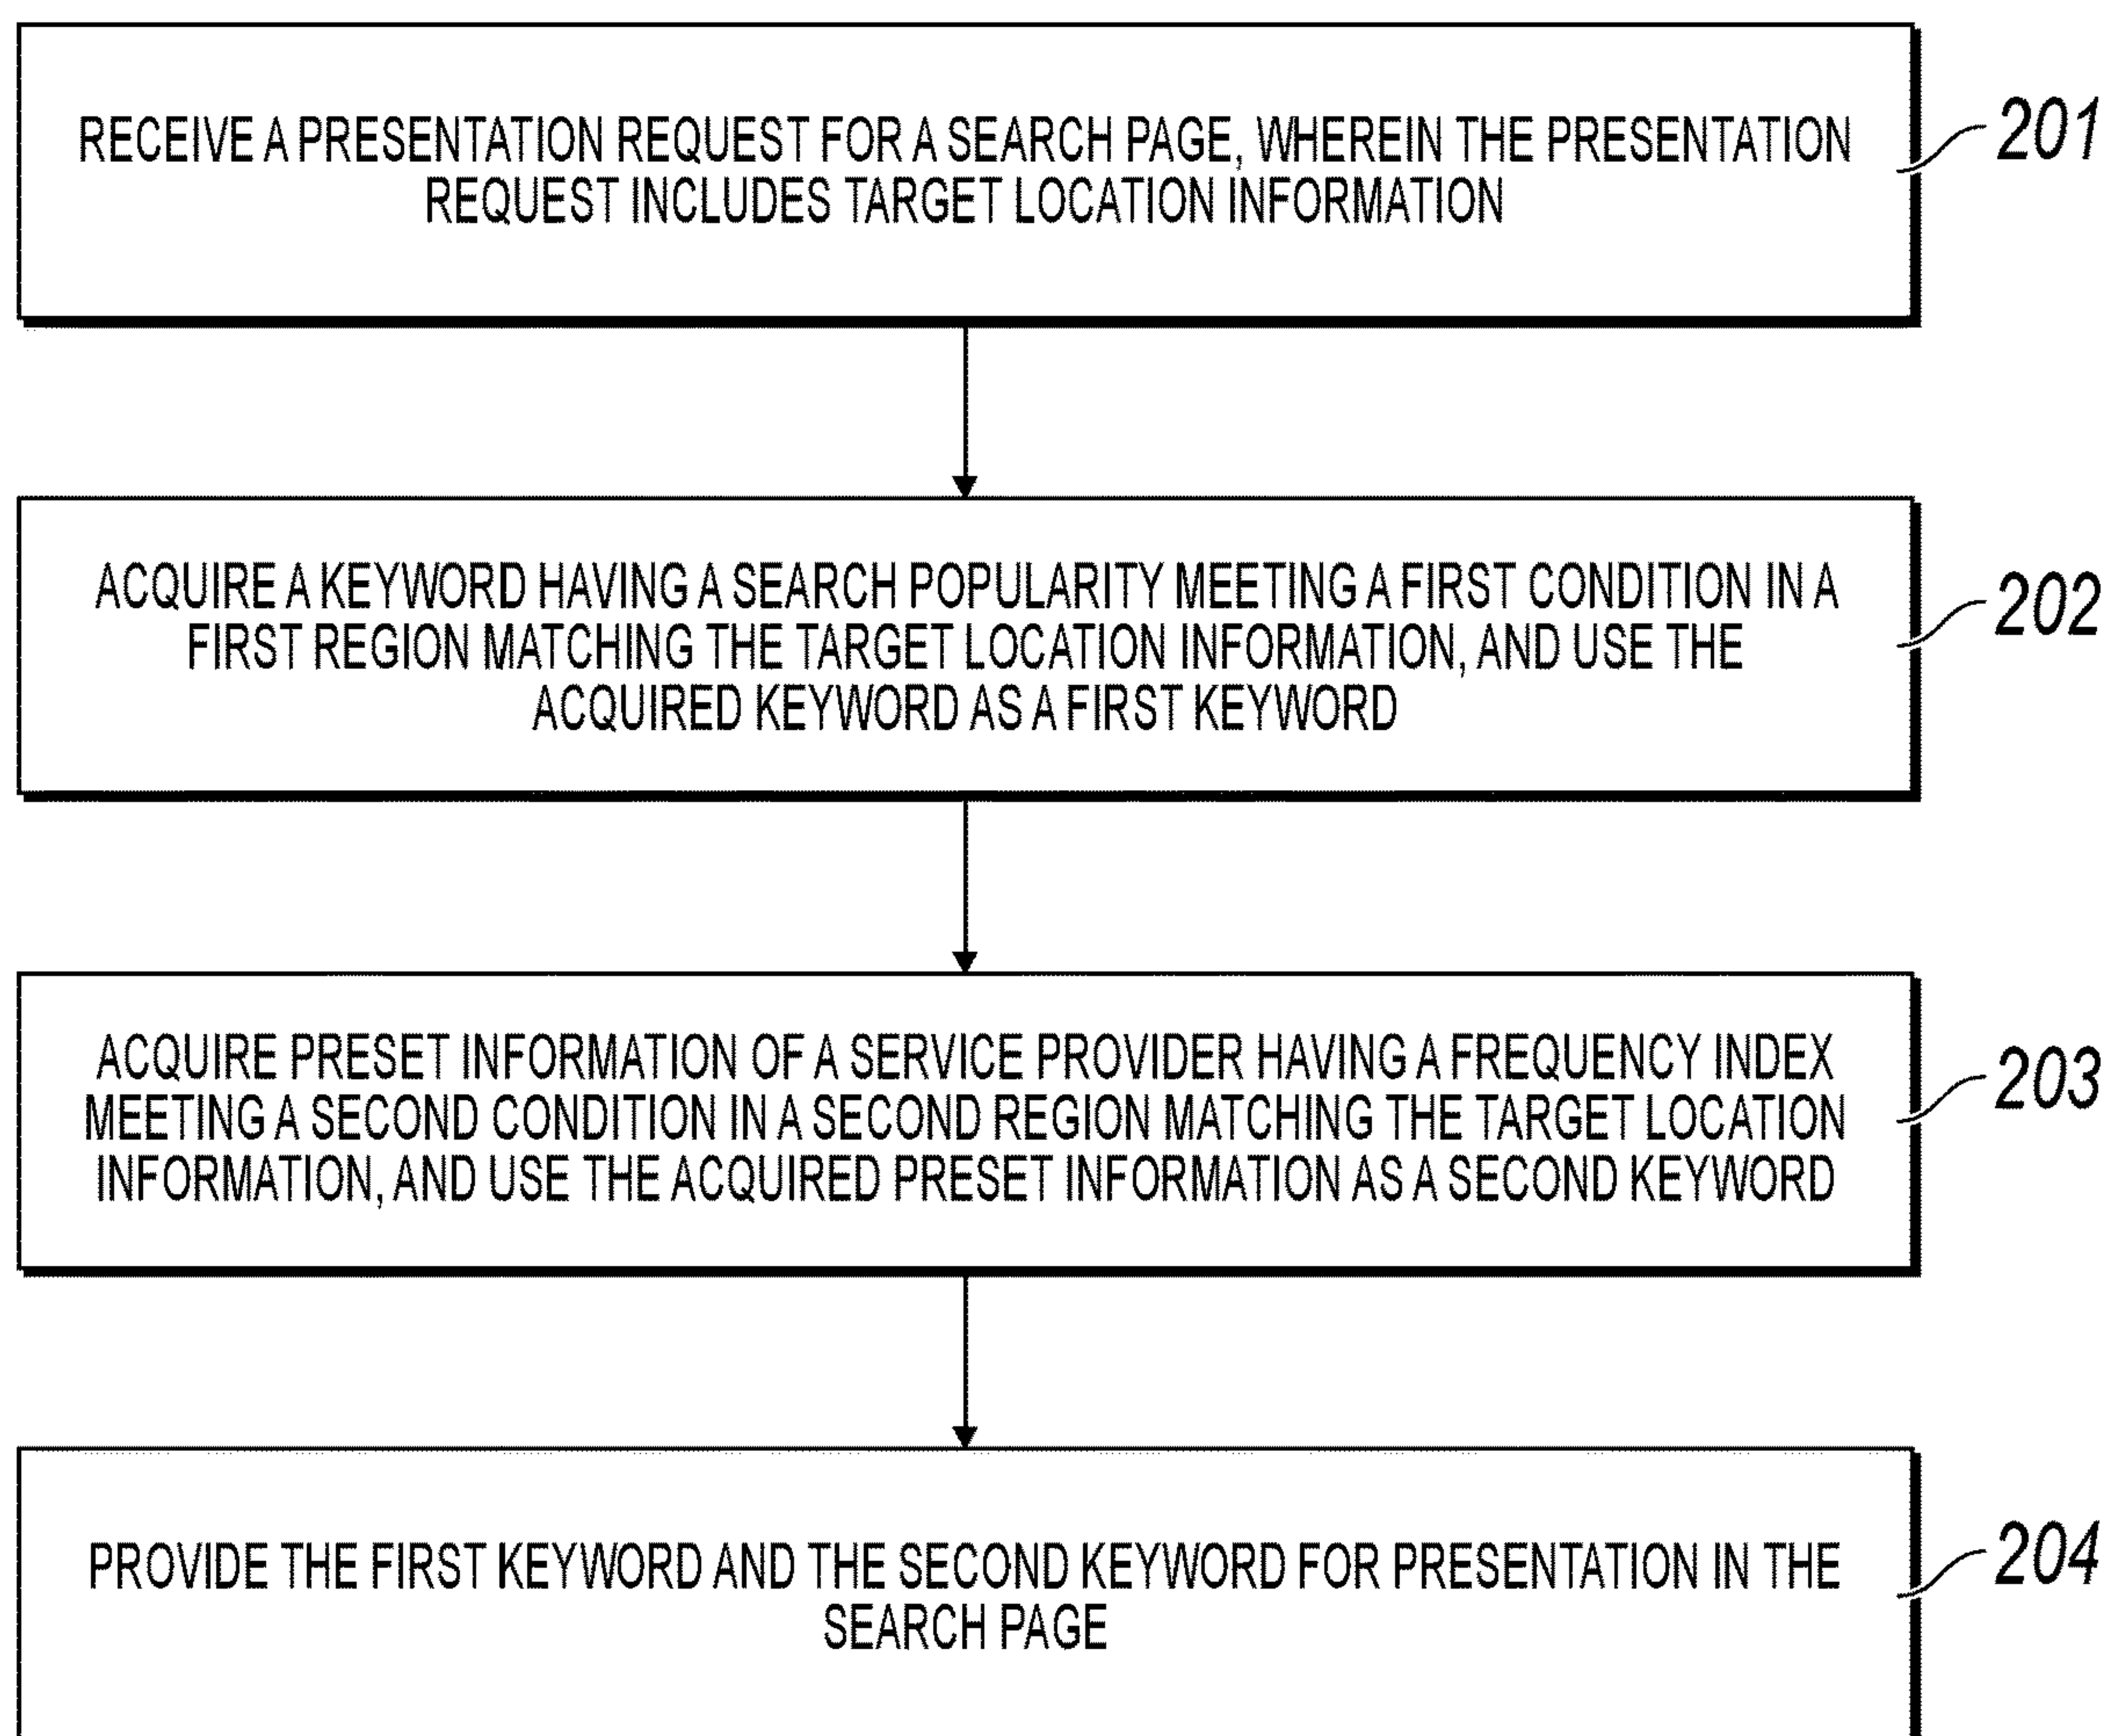 RECEIVE A PRESENTATION REQUEST FOR A SEARCH PAGE, WHEREIN THE PRESENTATION
REQUEST INCLUDES TARGET LOCATION INFORMATION
201
ACQUIRE A KEYWORD HAVING A SEARCH POPULARITY MEETING A FIRST CONDITION IN A
FIRST REGION MATCHING THE TARGET LOCATION INFORMATION, AND USE THE
ACQUIRED KEYWORD AS A FIRST KEYWORD
202
ACQUIRE PRESET INFORMATION OF A SERVICE PROVIDER HAVING A FREQUENCY INDEX
MEETING A SECOND CONDITION IN A SECOND REGION MATCHING THE TARGET LOCATION
INFORMATION, AND USE THE ACQUIRED PRESET INFORMATION AS A SECOND KEYWORD
203
PROVIDE THE FIRST KEYWORD AND THE SECOND KEYWORD FOR PRESENTATION IN THE
SEARCH PAGE
204